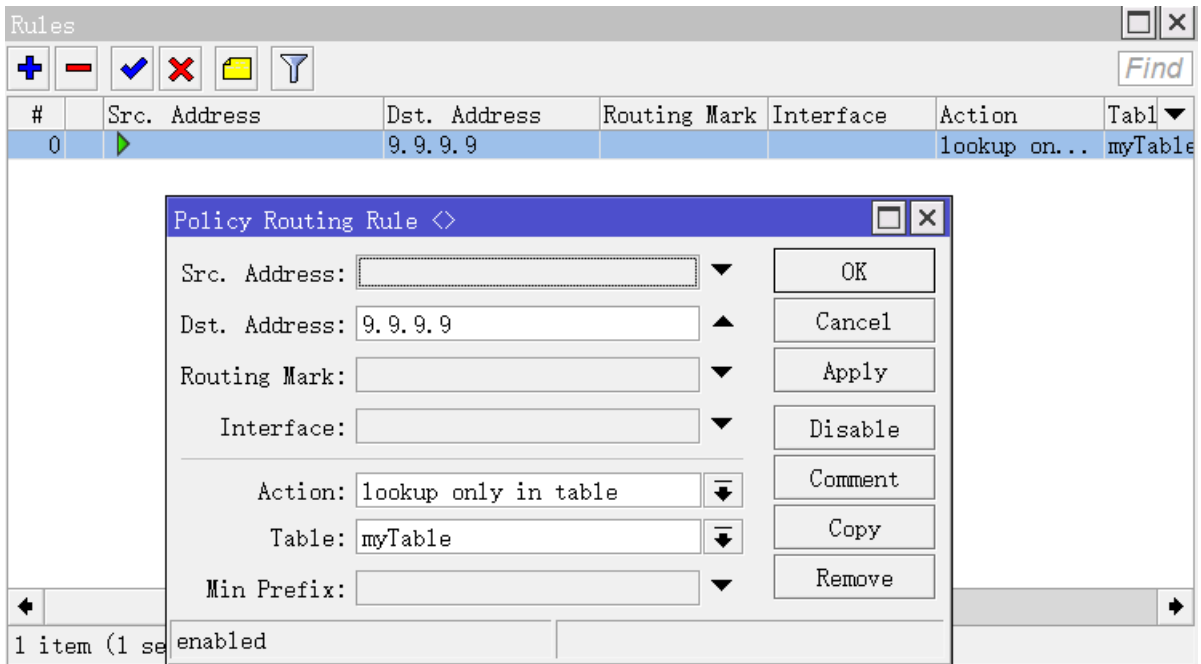 Rules
Find
# Src. Address Dst. Address Routing Mark Interface Action Tabl
0 9.9.9.9 lookup on... myTable
Policy Routing Rule <>
Src. Address: OK
Dst. Address: 9.9.9.9 Cancel
Routing Mark: Apply
Interface: Disable
Action: lookup only in table Comment
Table: myTable Copy
Min Prefix: Remove
1 item (1 se enabled